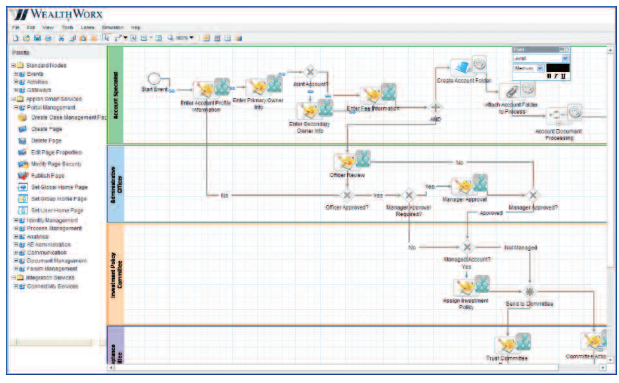 WEALTHWORX
File Edit View Tools Help
Palette
Standard Nodes
Events
Activities
Gateways
Appian Smart Services
Portal Management
Create Page
Delete Page
Edit Page Properties
Modify Page Security
Publish Page
Set Global Home Page
Set Group Home Page
Set User Home Page
Identity Management
Process Management
Analytics
Communication
Document Management
Forum Management
Integration Services
Connectivity Services
Account Specialist
Start Event
Enter Account Profile
Information
Enter Primary Owner
Info
Joint Account?
Enter Secondary
Owner Info
Enter Fee Information
AND
Create Account Folder
Attach Account Folder
to Process
Account Document
Processing
Medium
B I U
Administrative
Officer
Officer Review
No
No
Officer Approved?
Yes
Manager Approval
Required?
Yes
Manager Approval
Manager Approved?
Approved
Investment Policy
Committee
No
Managed Account?
Yes
Not Managed
Assign Investment
Policy
Send to Committee
Trust Committee